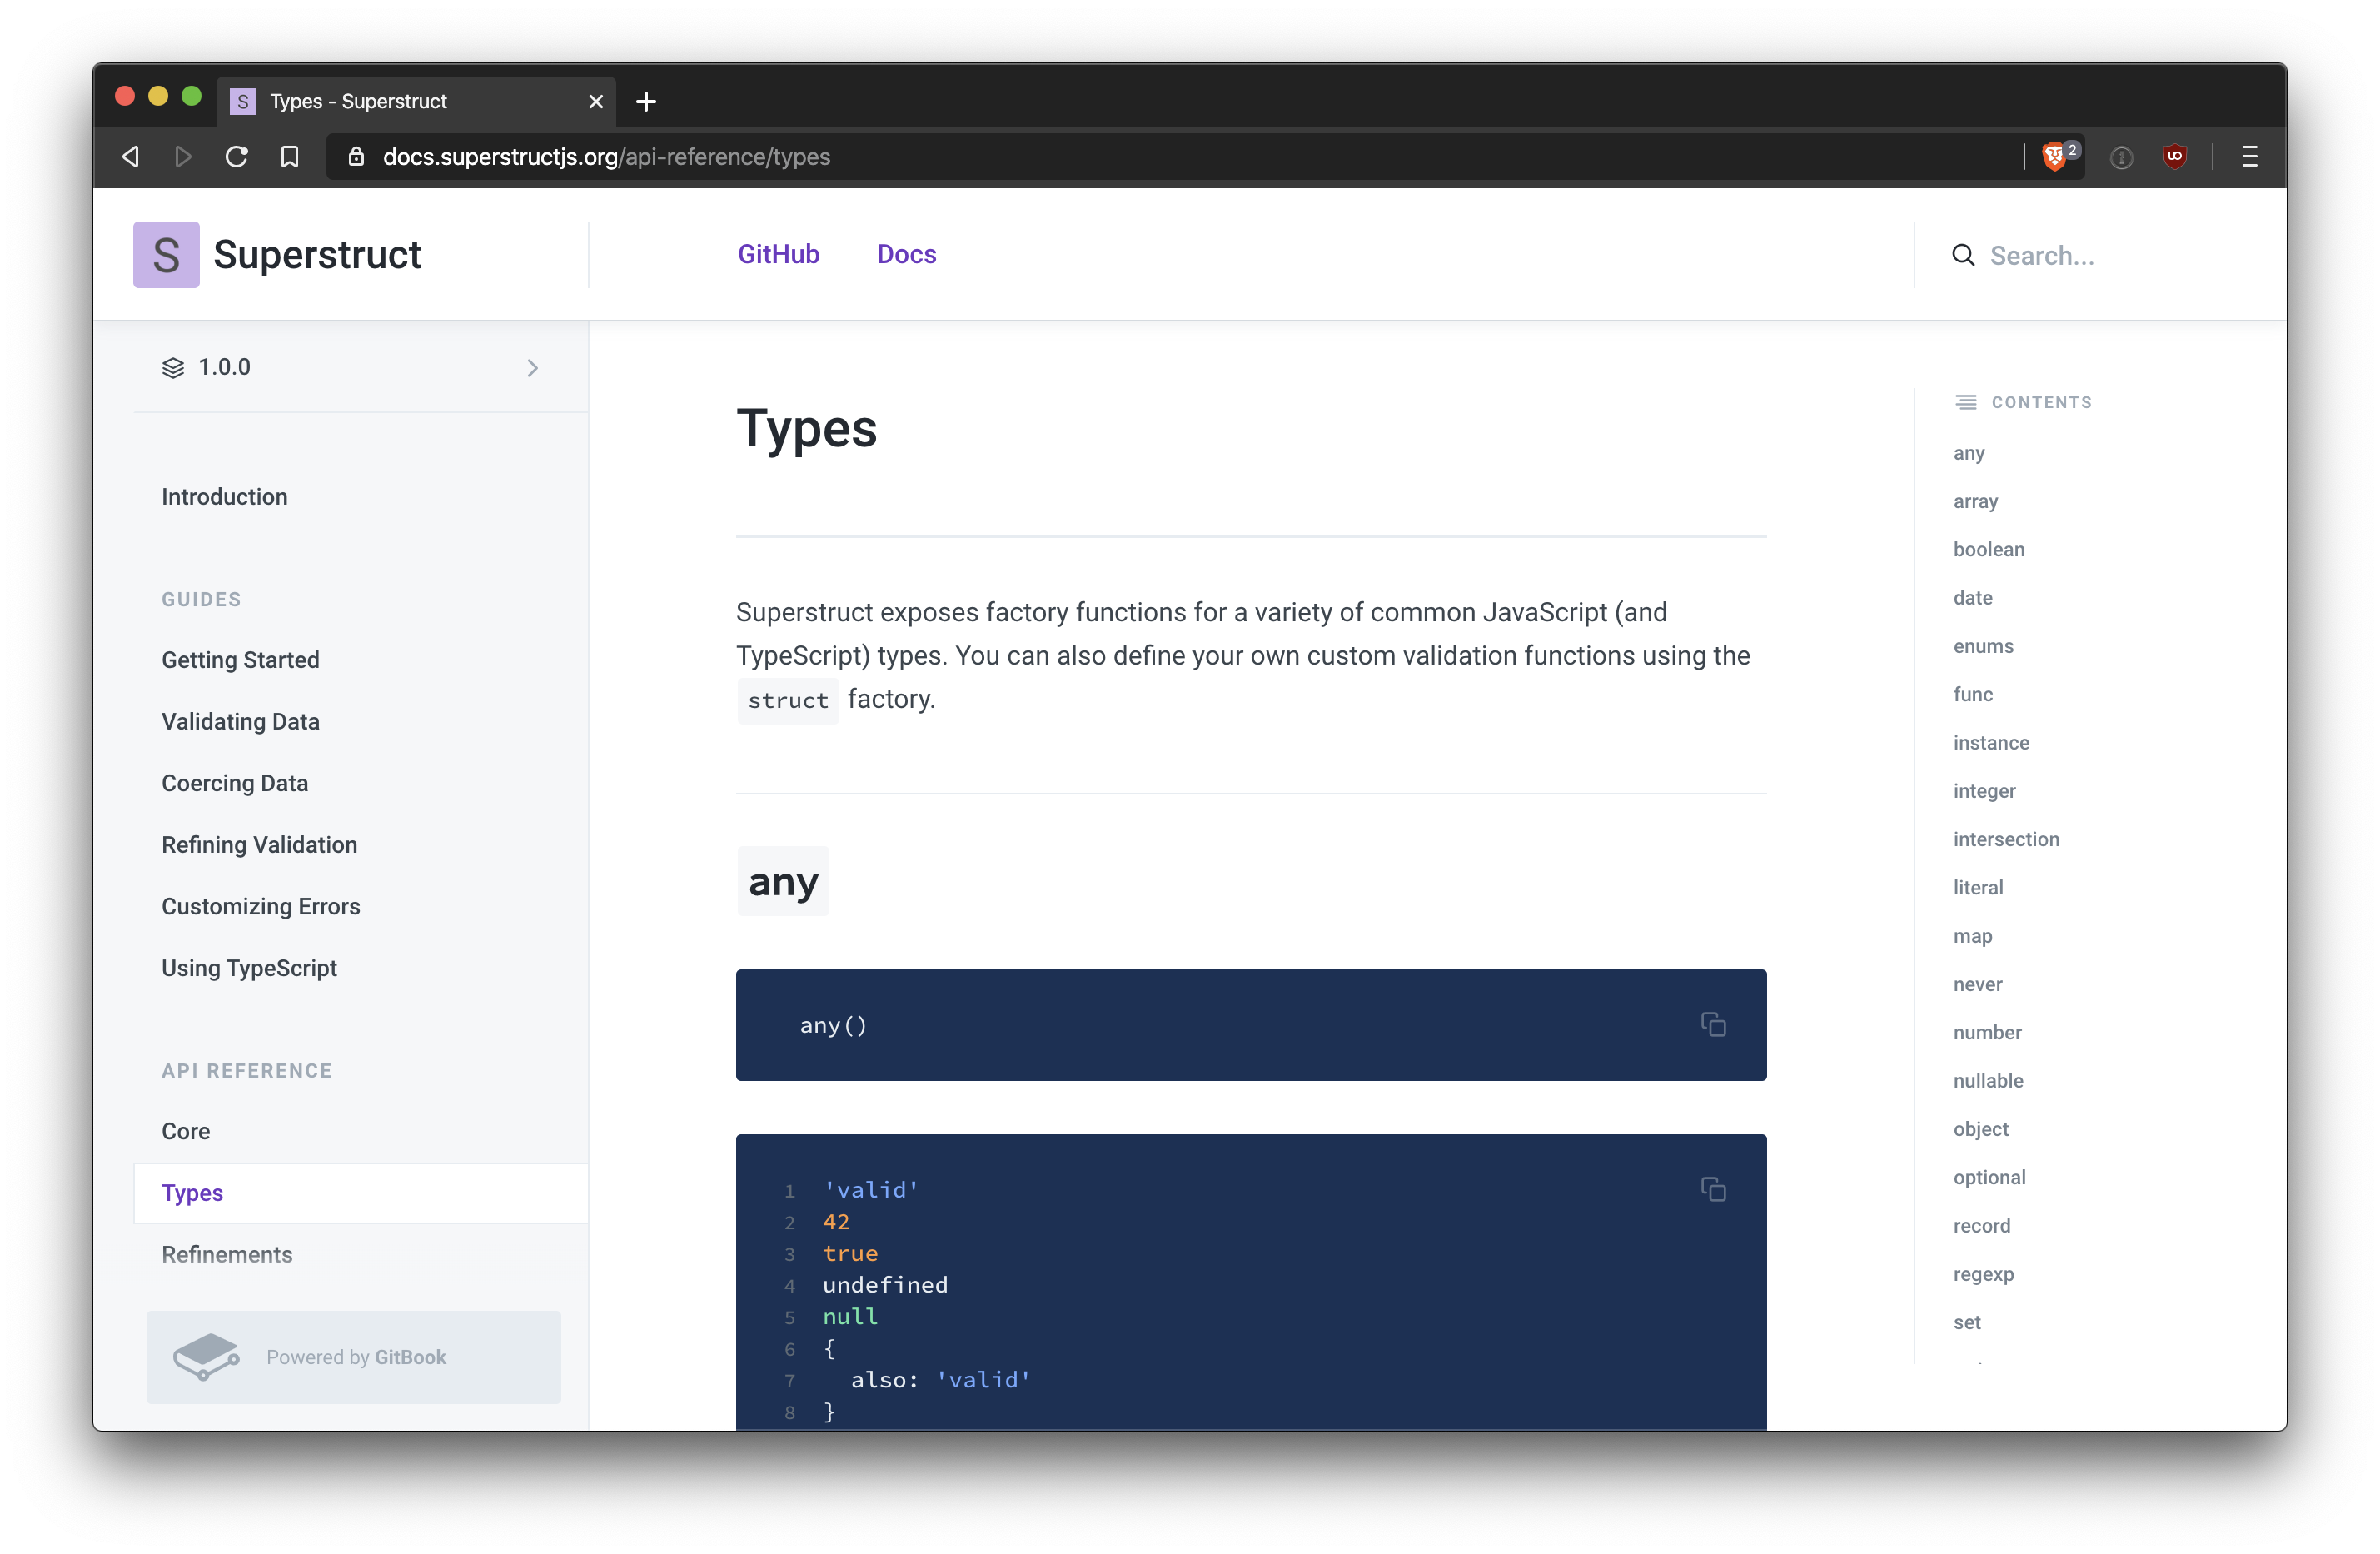 S Types - Superstruct
docs.superstructjs.org/api-reference/types
2
S Superstruct
GitHub Docs
Search...
1.0.0
Introduction
GUIDES
Getting Started
Validating Data
Coercing Data
Refining Validation
Customizing Errors
Using TypeScript
API REFERENCE
Core
Types
Refinements
Powered by GitBook
Types
Superstruct exposes factory functions for a variety of common JavaScript (and
TypeScript) types. You can also define your own custom validation functions using the
struct factory.
any
any()
1 'valid'
2 42
3 true
4 undefined
5 null
6 {
7 also: 'valid'
8 }
CONTENTS
any
array
boolean
date
enums
func
instance
integer
intersection
literal
map
never
number
nullable
object
optional
record
regexp
set